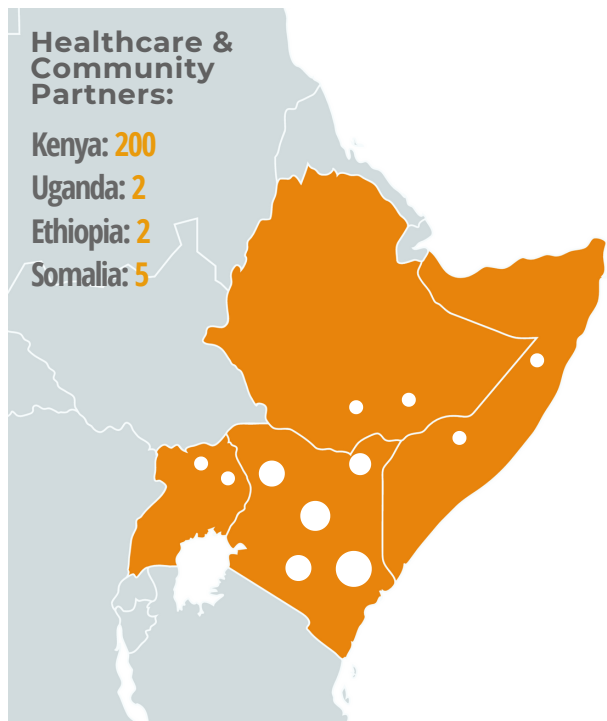 Healthcare &
Community
Partners:
Kenya: 200
Uganda: 2
Ethiopia: 2
Somalia: 5